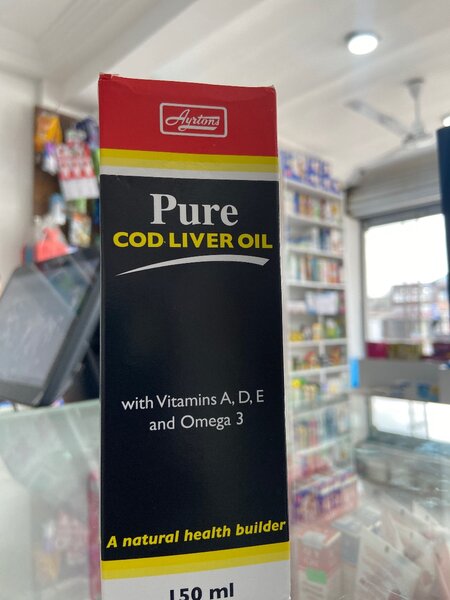 Ayrtons
Pure
COD LIVER OIL
with Vitamins A, D, E
and Omega 3
A natural health builder
150 ml